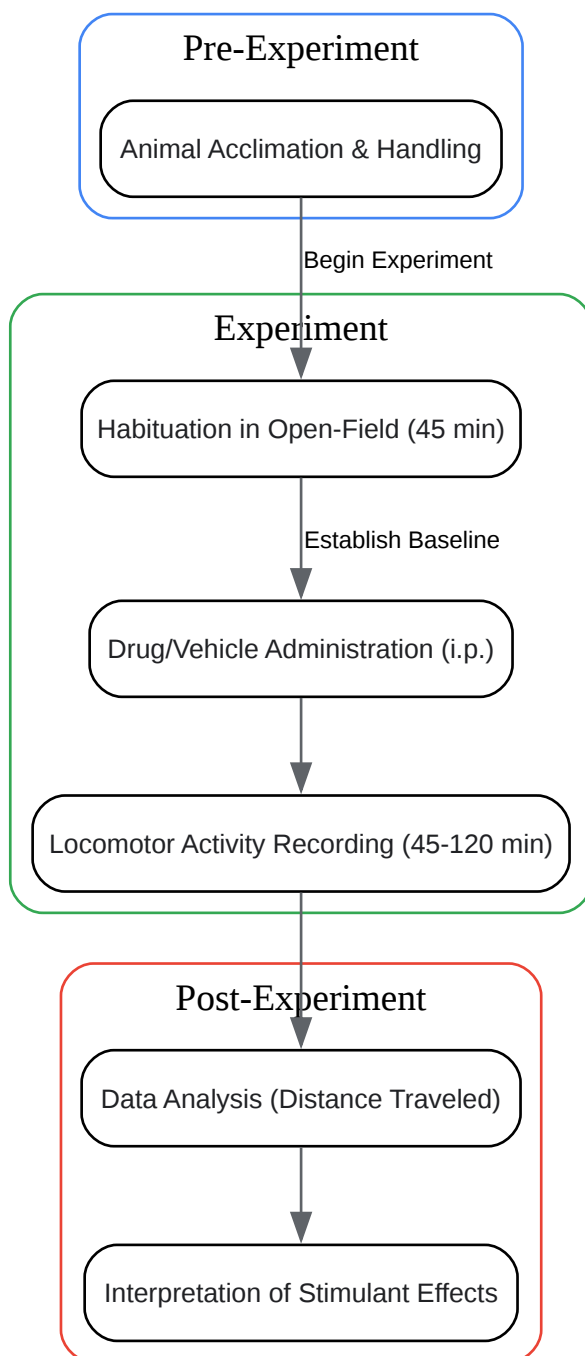 Pre-Experiment
Animal Acclimation & Handling
Begin Experiment
Experiment
Habituation in Open-Field (45 min)
Establish Baseline
Drug/Vehicle Administration (i.p.)
Locomotor Activity Recording (45-120 min)
Post-Experiment
Data Analysis (Distance Traveled)
Interpretation of Stimulant Effects